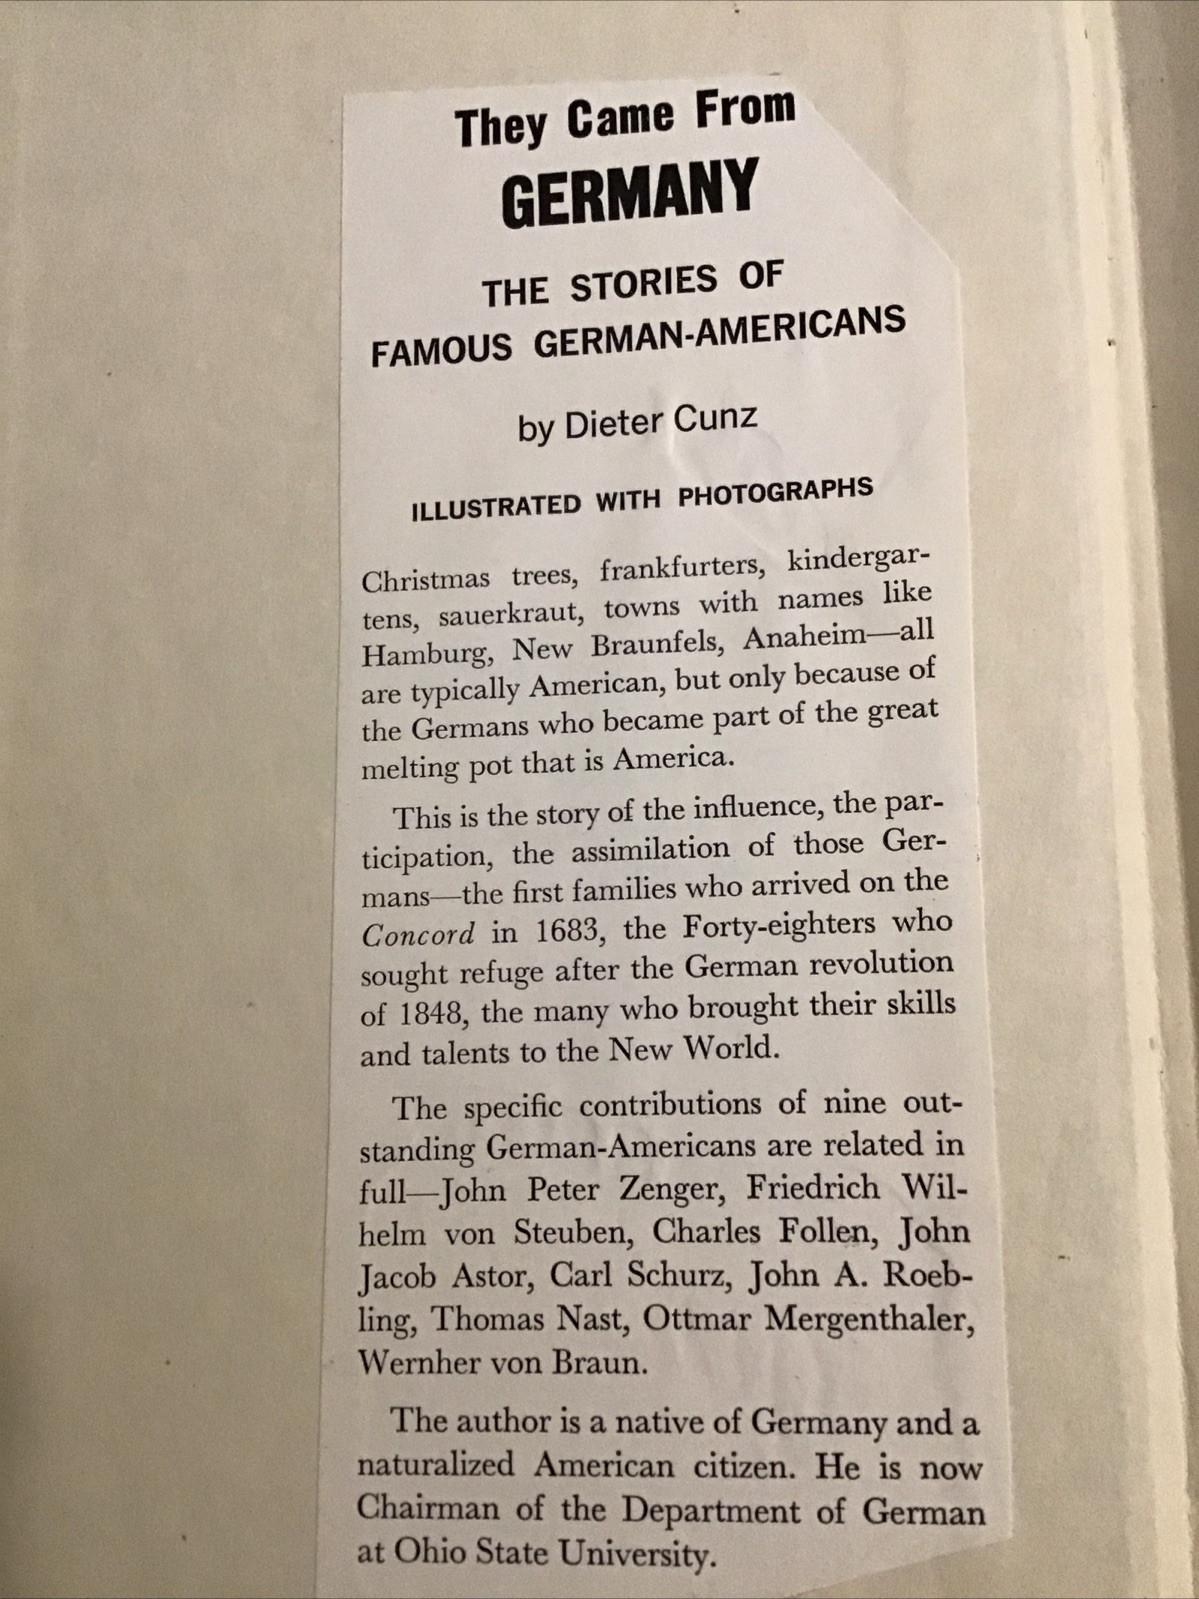 They Came From
GERMANY
THE STORIES OF
FAMOUS GERMAN-AMERICANS
by Dieter Cunz
ILLUSTRATED WITH PHOTOGRAPHS
Christmas trees, frankfurters, kindergar-
tens, sauerkraut, towns with names like
Hamburg, New Braunfels, Anaheim—all
are typically American, but only because of
the Germans who became part of the great
melting pot that is America.
This is the story of the influence, the par-
ticipation, the assimilation of those Ger-
mans—the first families who arrived on the
Concord in 1683, the Forty-eighters who
sought refuge after the German revolution
of 1848, the many who brought their skills
and talents to the New World.
The specific contributions of nine out-
standing German-Americans are related in
full—John Peter Zenger, Friedrich Wil-
helm von Steuben, Charles Follen, John
Jacob Astor, Carl Schurz, John A. Roeb-
ling, Thomas Nast, Ottmar Mergenthaler,
Wernher von Braun.
The author is a native of Germany and a
naturalized American citizen. He is now
Chairman of the Department of German
at Ohio State University.